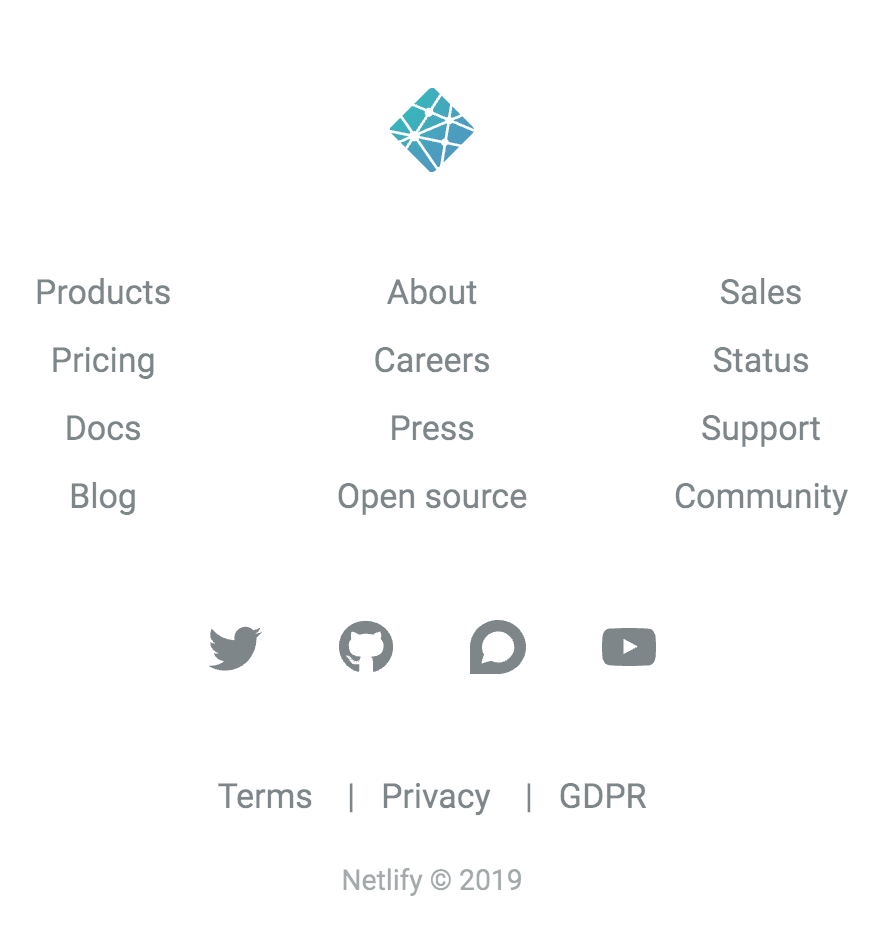 Products About Sales
Pricing Careers Status
Docs Press Support
Blog Open source Community
Terms | Privacy | GDPR
Netlify © 2019